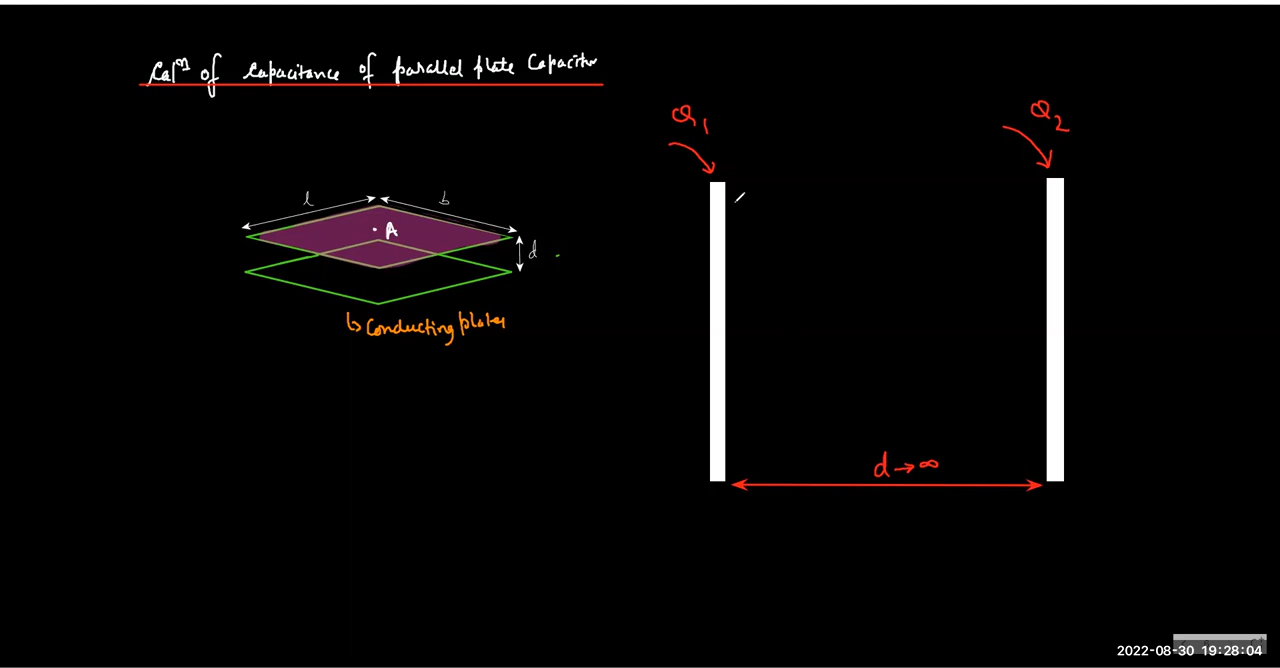 Calⁿ of Capacitance of parallel plate Capacitor
Q₁
Q₂
l
b
A
d
↳ Conducting plates
d → ∞
2022-08-30 19:28:04